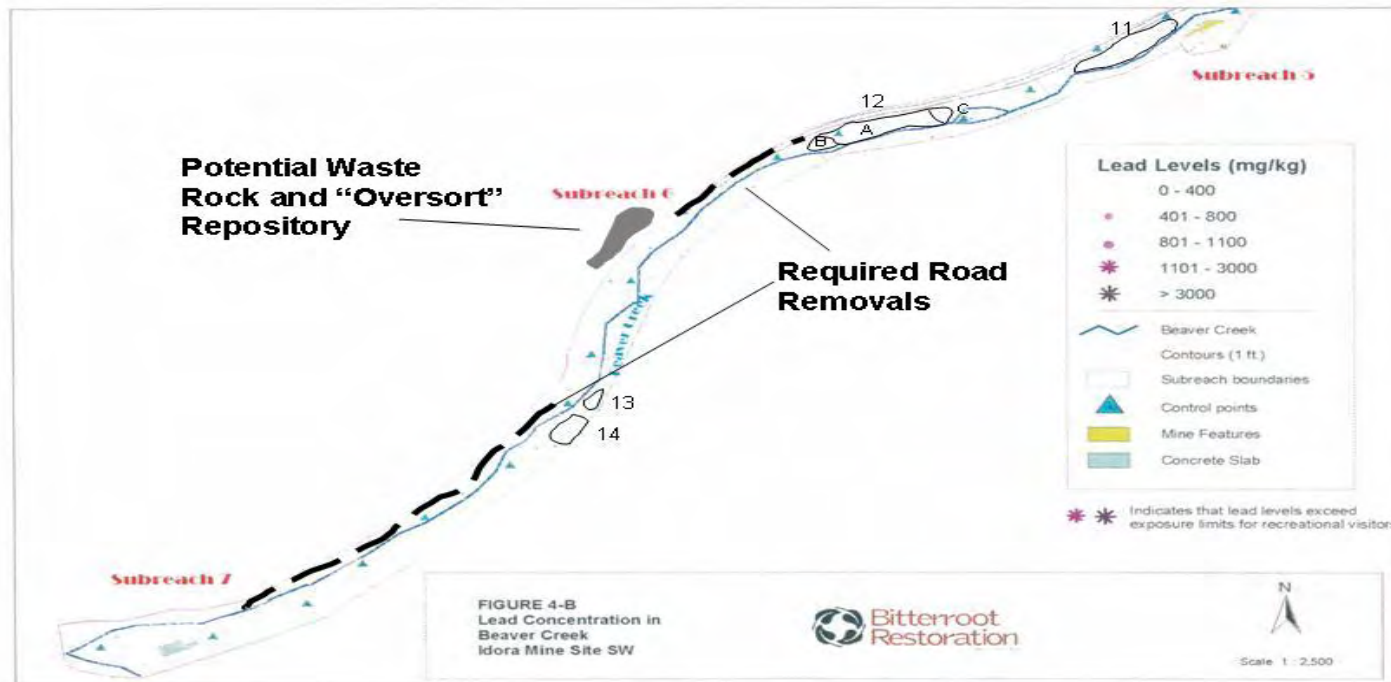 11
Subreach 5
12
C
A
B
Potential Waste
Rock and “Oversort”
Repository
Subreach 6
Required Road
Removals
Beaver Creek
13
14
Subreach 7
Lead Levels (mg/kg)
0 - 400
401 - 800
801 - 1100
1101 - 3000
> 3000
Beaver Creek
Contours (1 ft.)
Subreach boundaries
Control points
Mine Features
Concrete Slab
Indicates that lead levels exceed
exposure limits for recreational visitor
FIGURE 4-B
Lead Concentration in
Beaver Creek
Idora Mine Site SW
Bitterroot
Restoration
N
Scale 1 : 2,500